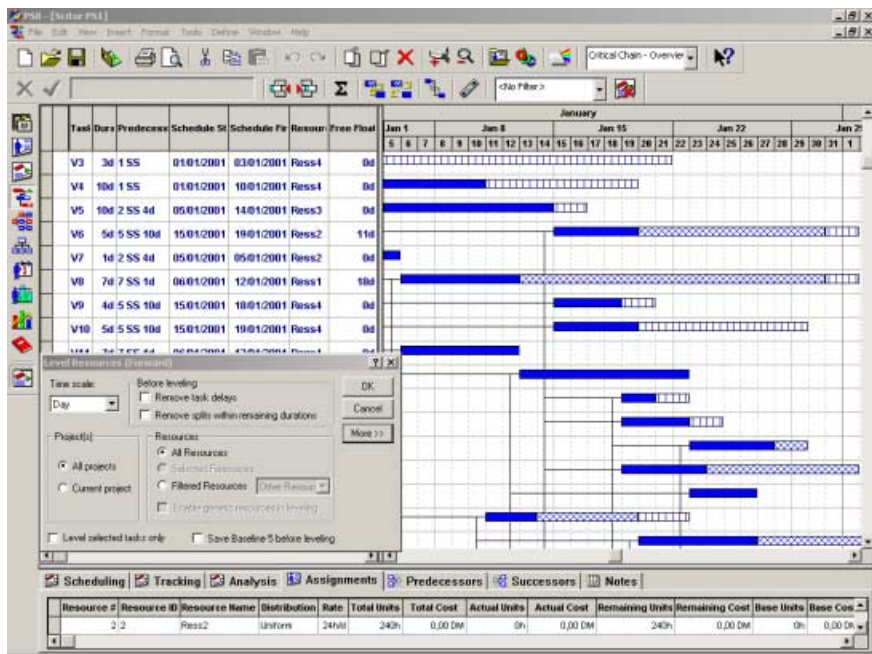 PS8 - [Scitor PS1]
File Edit View Insert Format Tools Define Window Help
Critical Chain - Overvie
<No Filter>
Task Dura Predecess Schedule St Schedule Fir Resour Free Float
January
Jan 1 Jan 8 Jan 15 Jan 22 Jan 2
6 7 8 9 10 11 12 13 14 15 16 17 18 19 20 21 22 23 24 25 26 27 28 29 30 31 1
V3 3d 1 SS 01/01/2001 03/01/2001 Ress4 0d
V4 10d 1 SS 01/01/2001 10/01/2001 Ress4 0d
V5 10d 2 SS 4d 05/01/2001 14/01/2001 Ress3 0d
V6 5d 5 SS 10d 15/01/2001 19/01/2001 Ress2 11d
V7 1d 2 SS 4d 05/01/2001 05/01/2001 Ress2 0d
V8 7d 7 SS 1d 06/01/2001 12/01/2001 Ress1 18d
V9 4d 5 SS 10d 15/01/2001 18/01/2001 Ress4 0d
V10 5d 5 SS 10d 15/01/2001 19/01/2001 Ress4 0d
Level Resources (Forward)
Time scale:
Day
Before leveling
Remove task delays
Remove splits within remaining durations
OK
Cancel
More >>
Project(s)
All projects
Current project
Resources
All Resources
Selected Resources
Filtered Resources
Enable generic resources in leveling
Level selected tasks only
Save Baseline 5 before leveling
Scheduling Tracking Analysis Assignments Predecessors Successors Notes
Resource # Resource ID Resource Name Distribution Rate Total Units Total Cost Actual Units Actual Cost Remaining Units Remaining Cost Base Units Base Cos
2 2 Ress2 Uniform 24h/d 240h 0,00 DM 0h 0,00 DM 240h 0,00 DM 0h 0,00 DM